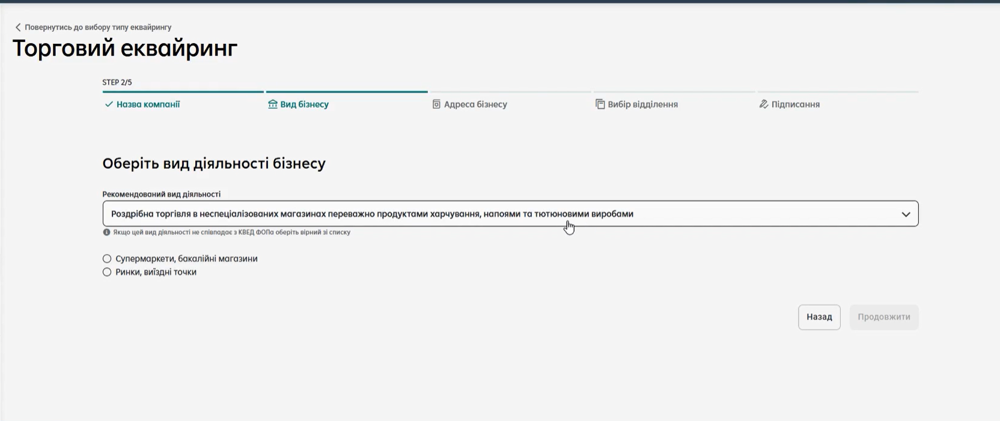 Повернутись до вибору типу еквайрингу
Торговий еквайринг
STEP 2/5
Назва компанії
Вид бізнесу
Адреса бізнесу
Вибір відділення
Підписання
Оберіть вид діяльності бізнесу
Рекомендований вид діяльності
Роздрібна торгівля в неспеціалізованих магазинах переважно продуктами харчування, напоями та тютюновими виробами
Якщо цей вид діяльності не співпадає з КВЕД ФОПа оберіть вірний зі списку
Супермаркети, бакалійні магазини
Ринки, виїздні точки
Назад
Продовжити